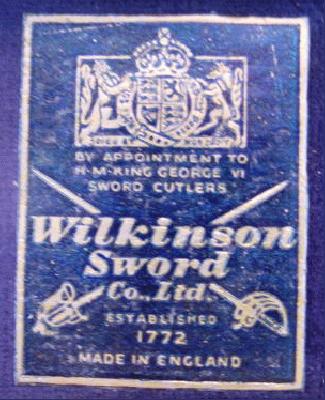 BY APPOINTMENT TO
H·M·KING GEORGE VI
SWORD CUTLERS
Wilkinson
Sword
Co., Ltd.
ESTABLISHED
1772
MADE IN ENGLAND